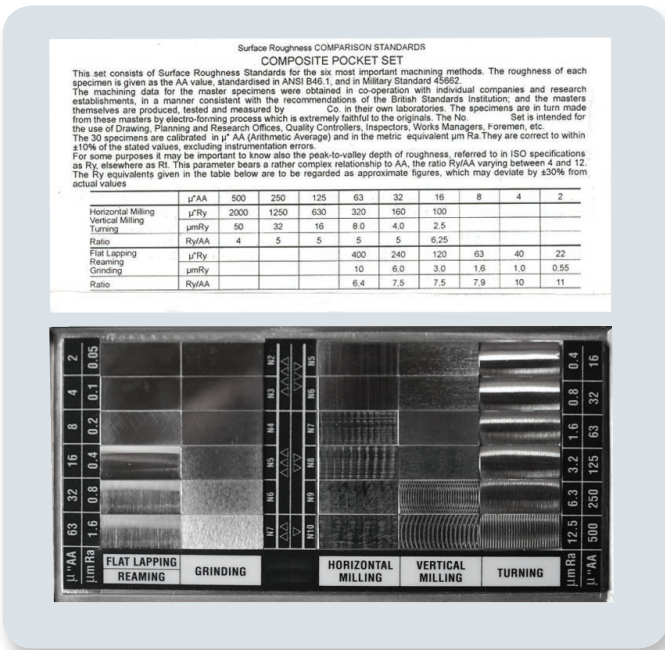 Surface Roughness COMPARISON STANDARDS
COMPOSITE POCKET SET
This set consists of Surface Roughness Standards for the six most important machining methods. The roughness of each
specimen is given as the AA value, standardised in ANSI B46.1, and in Military Standard 45662.
The machining data for the master specimens were obtained in co-operation with individual companies and research
establishments, in a manner consistent with the recommendations of the British Standards Institution; and the masters
themselves are produced, tested and measured by Co. in their own laboratories. The specimens are in turn made
from these masters by electro-forming process which is extremely faithful to the originals. The No. Set is intended for
the use of Drawing, Planning and Research Offices, Quality Controllers, Inspectors, Works Managers, Foremen, etc.
The 30 specimens are calibrated in µ" AA (Arithmetic Average) and in the metric equivalent µm Ra.They are correct to within
±10% of the stated values, excluding instrumentation errors.
For some purposes it may be important to know also the peak-to-valley depth of roughness, referred to in ISO specifications
as Ry, elsewhere as Rt. This parameter bears a rather complex relationship to AA, the ratio Ry/AA varying between 4 and 12.
The Ry equivalents given in the table below are to be regarded as approximate figures, which may deviate by ±30% from
actual values
µ"AA 500 250 125 63 32 16 8 4 2
Horizontal Milling µ"Ry 2000 1250 630 320 160 100
Vertical Milling
Turning µmRy 50 32 16 8.0 4,0 2,5
Ratio Ry/AA 4 5 5 5 5 6,25
Flat Lapping µ"Ry 400 240 120 63 40 22
Reaming
Grinding µmRy 10 6,0 3,0 1,6 1,0 0,55
Ratio Ry/AA 6,4 7,5 7,5 7,9 10 11
2 0.05 N2 N5 0.4 16
4 0.1 N3 N6 0.8 32
8 0.2 N4 N7 1.6 63
16 0.4 N5 N8 3.2 125
32 0.8 N6 N9 6.3 250
63 1.6 N7 N10 12.5 500
µ"AA µm Ra FLAT LAPPING REAMING GRINDING HORIZONTAL MILLING VERTICAL MILLING TURNING µm Ra µ"AA